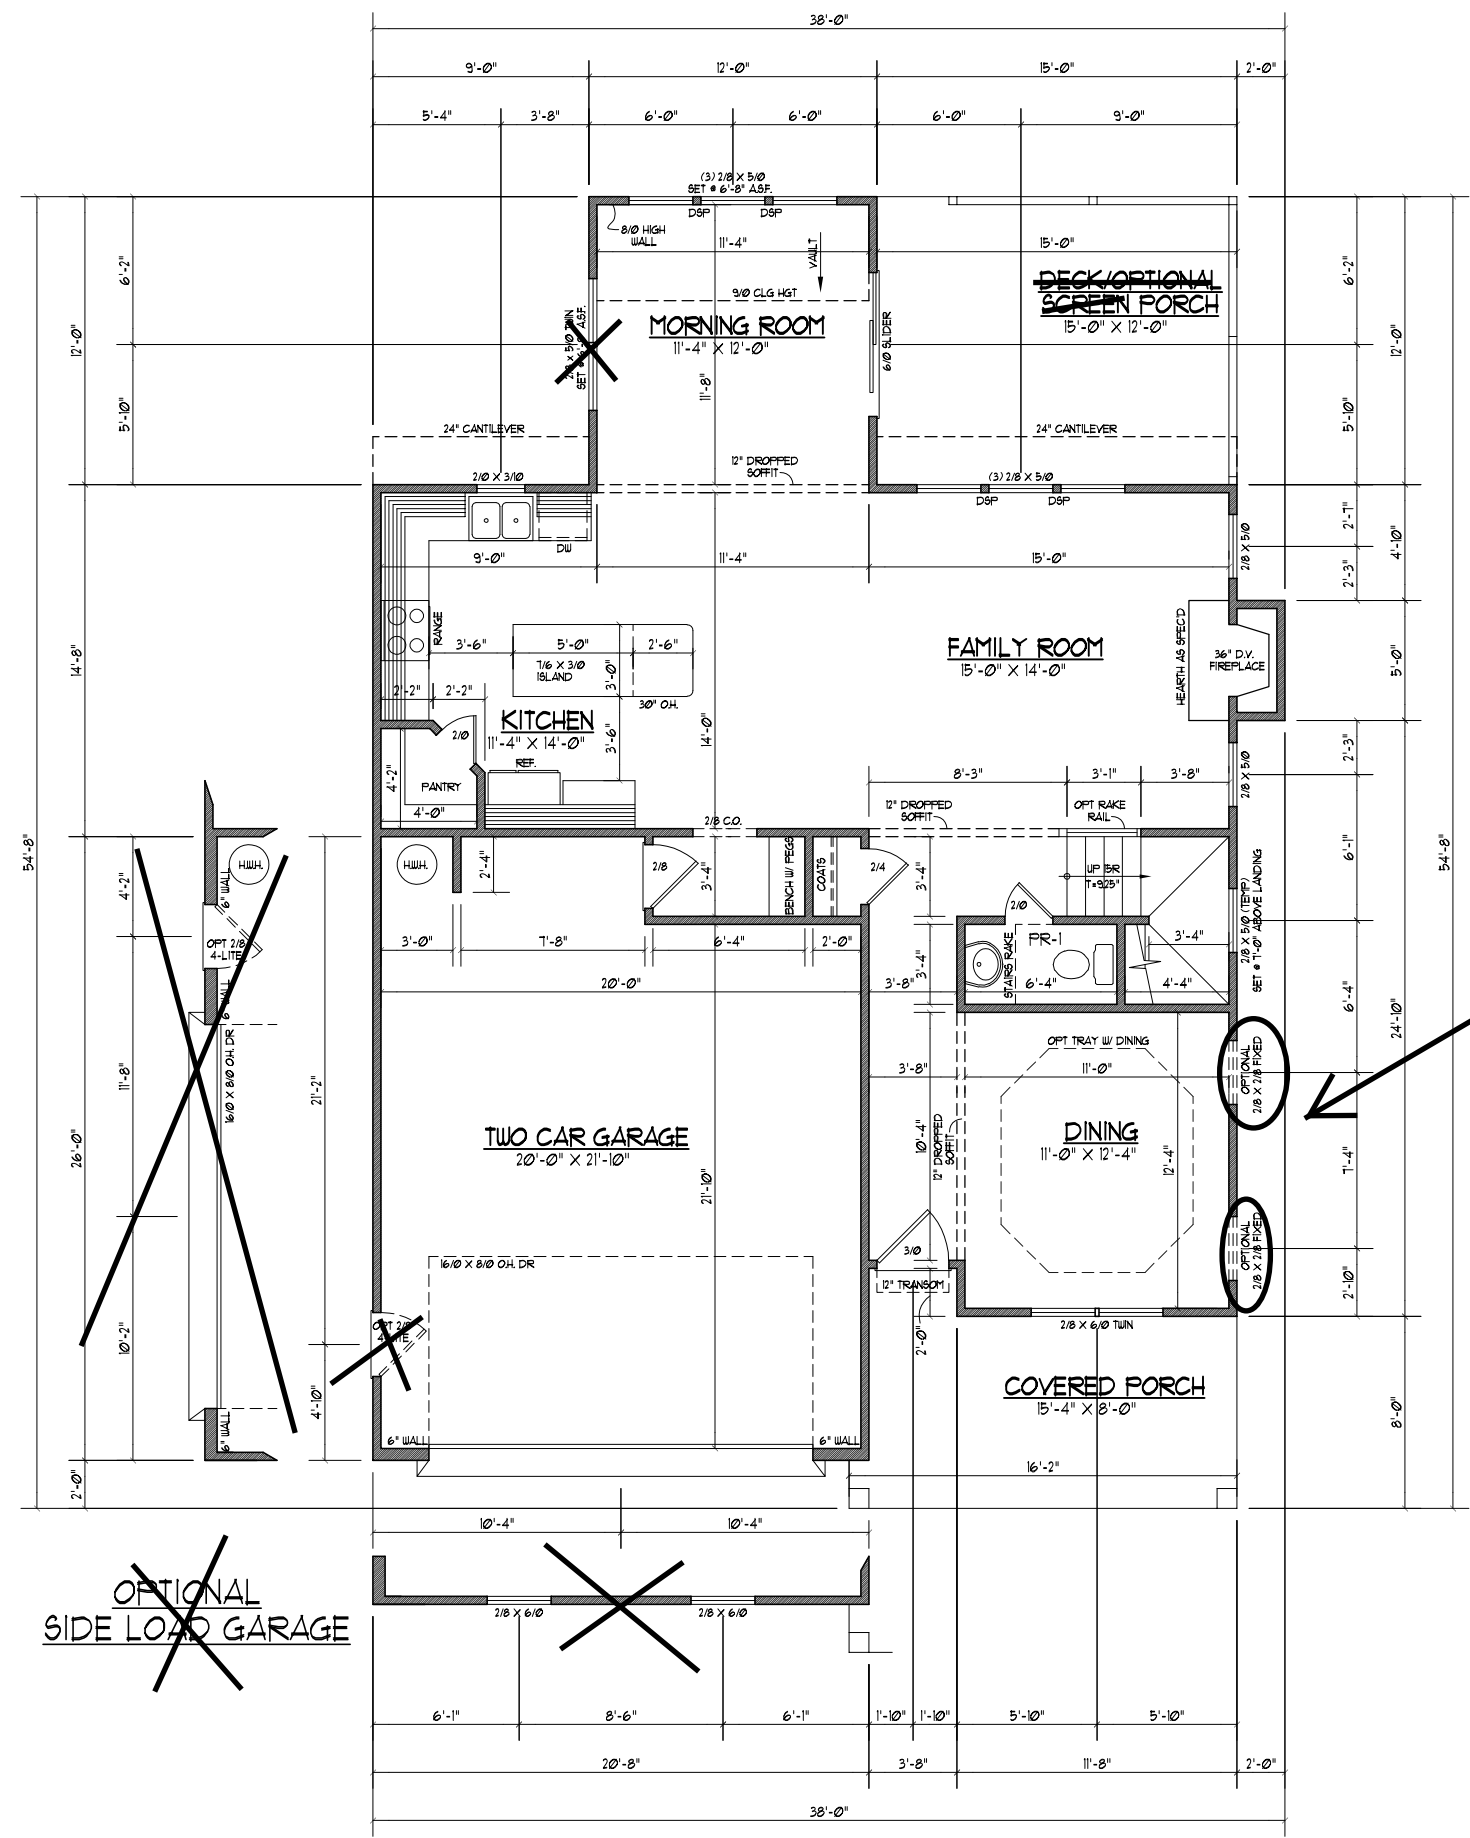 38'-0"
9'-0" 12'-0" 15'-0" 2'-0"
5'-4" 3'-8" 6'-0" 6'-0" 6'-0" 9'-0"
(3) 2/8 X 5/0
SET @ 6'-8" A.S.F.
DSP DSP
8/0 HIGH
WALL
11'-4"
VAULT
15'-0"
6'-2"
6'-2"
DECK/OPTIONAL
SCREEN PORCH
15'-0" X 12'-0"
9/0 CLG HGT
MORNING ROOM
11'-4" X 12'-0"
6/0 SLIDER
12'-0"
12'-0"
11'-8"
5'-10"
5'-10"
24" CANTILEVER
24" CANTILEVER
12" DROPPED
SOFFIT
2/0 X 3/10
(3) 2/8 X 5/0
DSP DSP
DW
9'-0" 11'-4" 15'-0"
2/8 X 5/0
2'-7"
4'-10"
2'-3"
RANGE
3'-6" 5'-0" 2'-6"
7/6 X 3/0
ISLAND
3'-0"
30" O.H.
2'-2" 2'-2"
14'-8"
FAMILY ROOM
15'-0" X 14'-0"
HEARTH AS SPEC'D
36" D.V.
FIREPLACE
5'-0"
KITCHEN
11'-4" X 14'-0"
3'-6"
14'-0"
2/0
REF.
PANTRY
4'-2"
4'-0"
8'-3" 3'-1" 3'-8"
2/8 X 5/0
2'-3"
12" DROPPED
SOFFIT
OPT RAKE
RAIL
2/8 C.O.
54'-8"
54'-8"
H.W.H.
H.W.H.
2'-4"
2/8
3'-4"
BENCH W/ PEGS
COATS
2/4
3'-4"
UP 15R
T=9.25"
2/0
6'-1"
2/8 X 5/0 (TEMP)
SET @ 7'-0" ABOVE LANDING
4'-2"
6" WALL
OPT 2/8
4-LITE
6" WALL
3'-0" 7'-8" 6'-4" 2'-0"
20'-0"
3'-4"
3'-8"
STAIRS RAKE
PR-1
6'-4"
3'-4"
4'-4"
6'-4"
24'-10"
16/0 X 8/0 O.H. DR
11'-8"
21'-2"
26'-0"
3'-8"
OPT TRAY W/ DINING
11'-0"
OPTIONAL
2/8 X 2/8 FIXED
TWO CAR GARAGE
20'-0" X 21'-10"
21'-10"
10'-4"
12" DROPPED
SOFFIT
DINING
11'-0" X 12'-4"
12'-4"
7'-4"
3/0
12" TRANSOM
16/0 X 8/0 O.H. DR
OPTIONAL
2/8 X 2/8 FIXED
2'-10"
10'-2"
2'-0"
2/8 X 6/0 TWIN
4'-10"
COVERED PORCH
15'-4" X 8'-0"
8'-0"
6" WALL
6" WALL 6" WALL
16'-2"
2'-0"
10'-4" 10'-4"
OPTIONAL
SIDE LOAD GARAGE
2/8 X 6/0 2/8 X 6/0
6'-1" 8'-6" 6'-1" 1'-10" 1'-10" 5'-10" 5'-10"
20'-8" 3'-8" 11'-8" 2'-0"
38'-0"